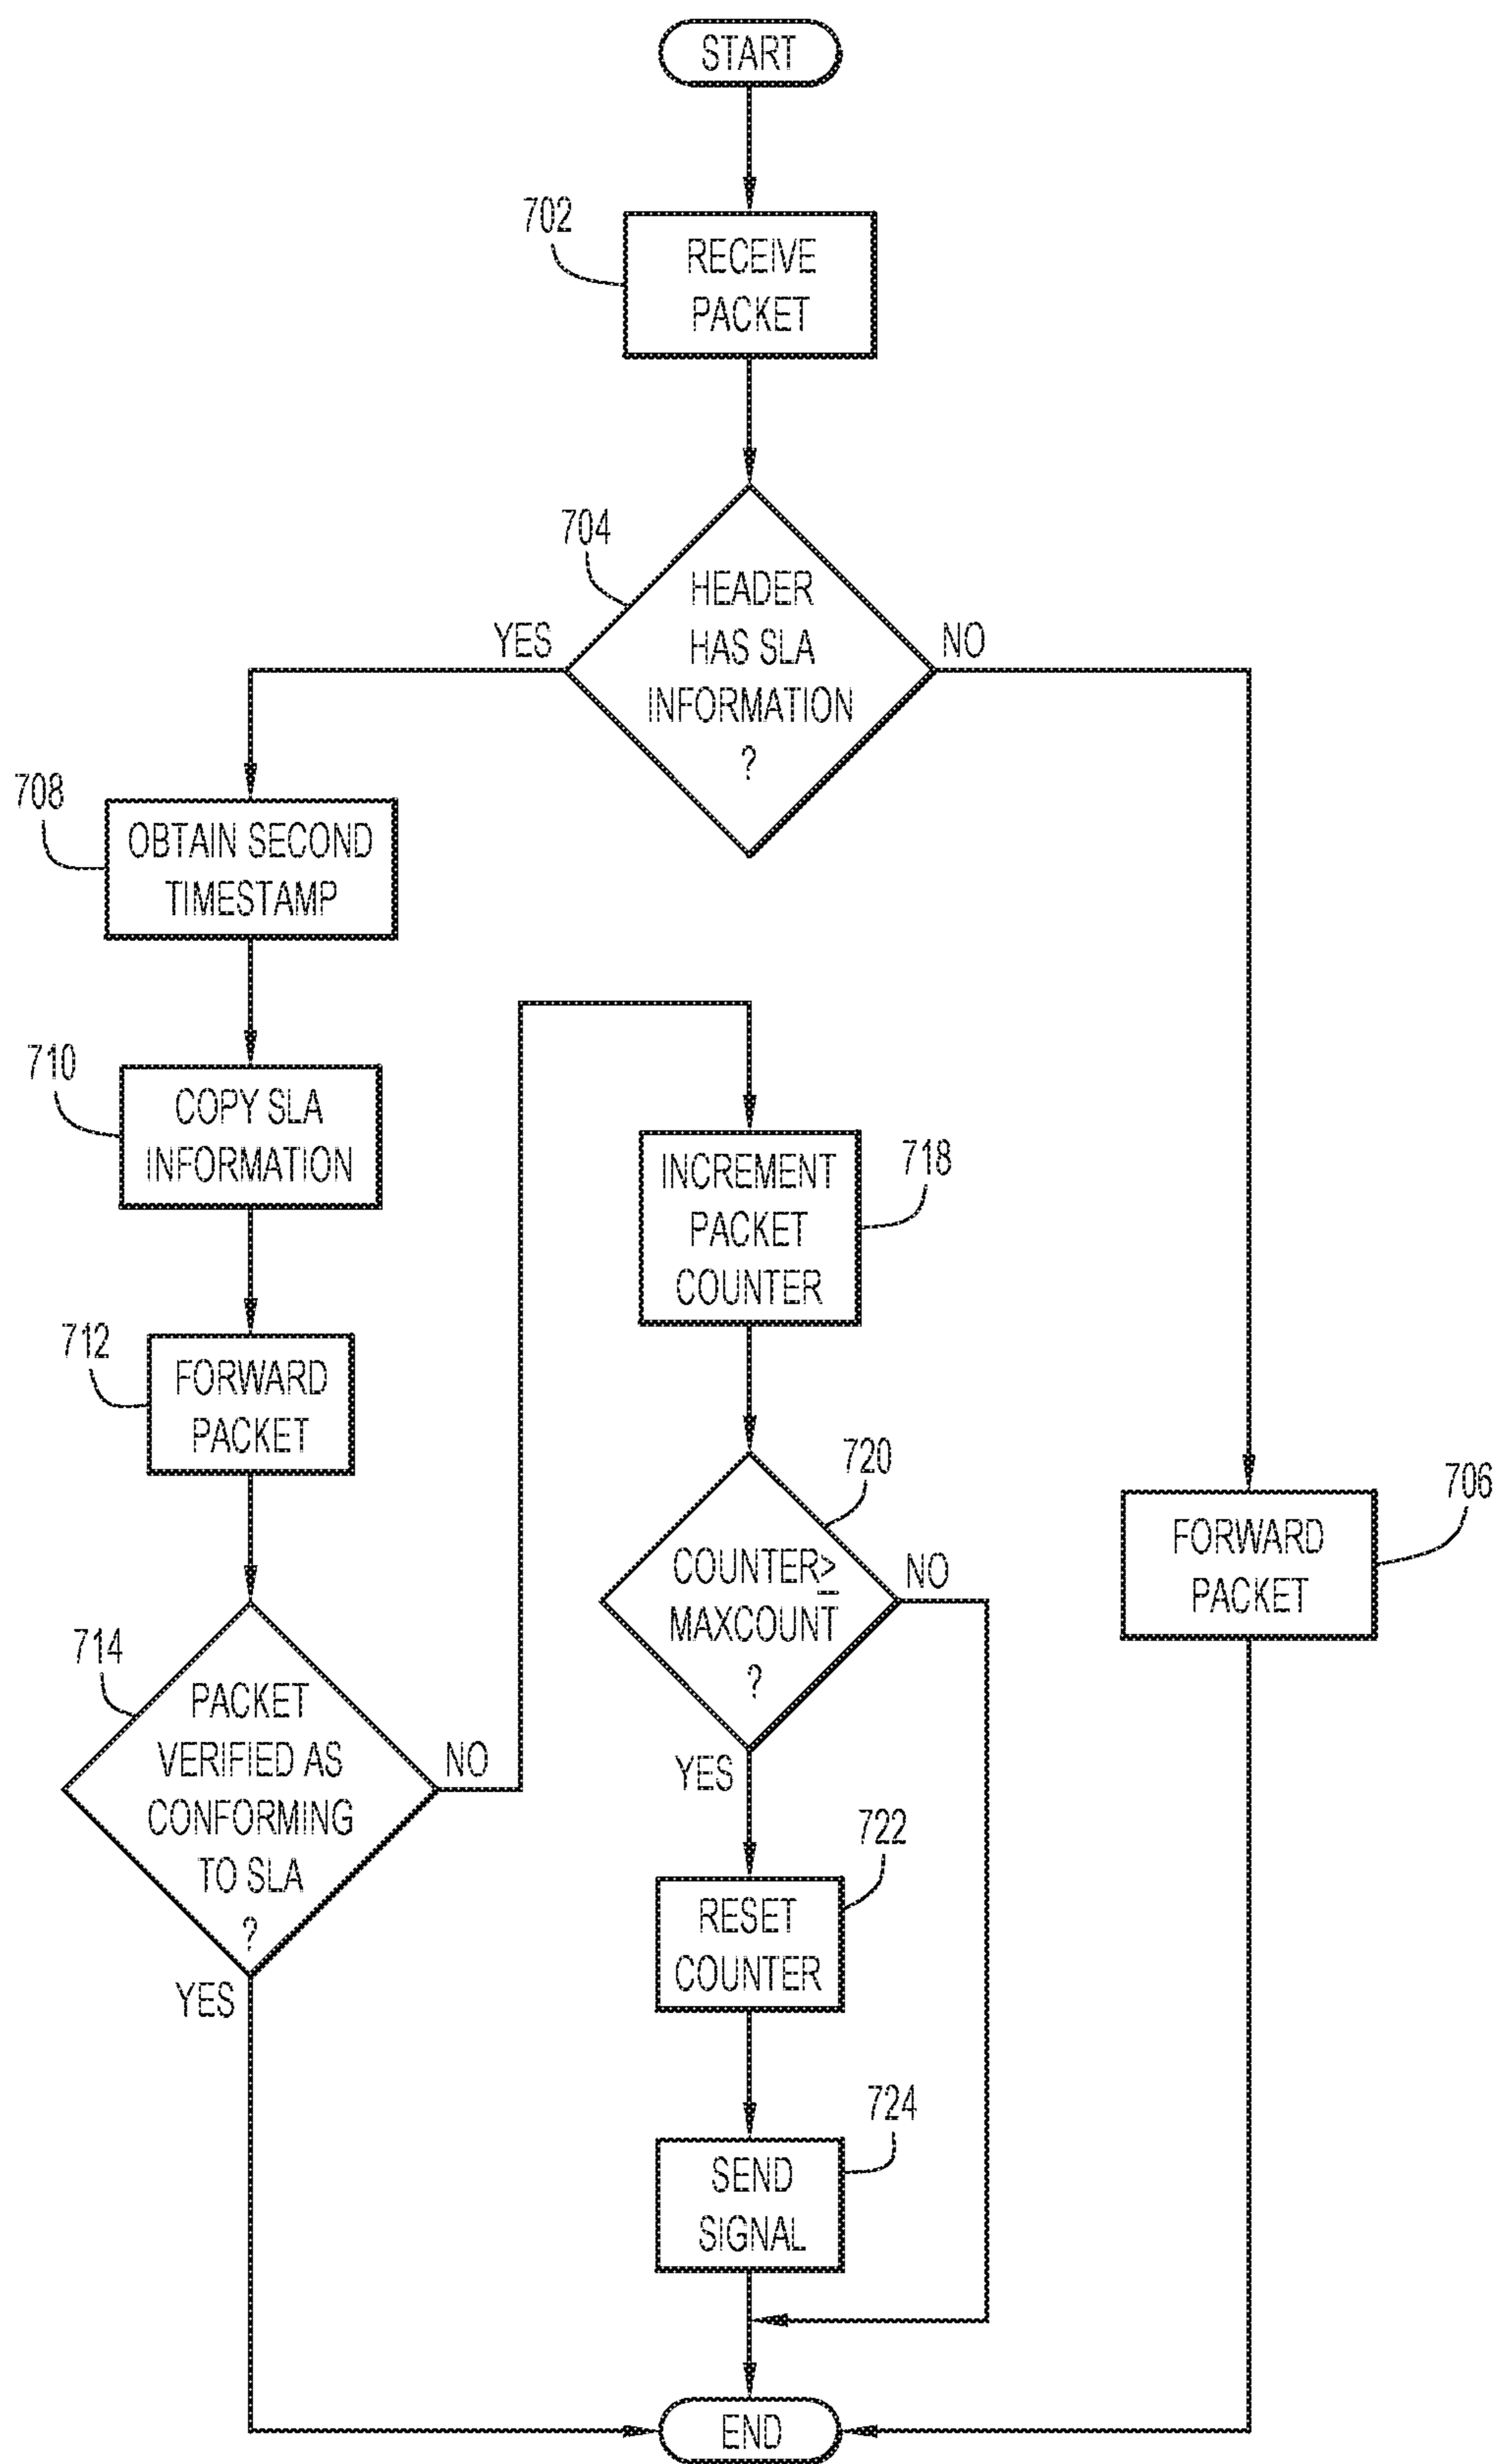 START
702
RECEIVE
PACKET
704
HEADER
HAS SLA
INFORMATION
?
YES
NO
708
OBTAIN SECOND
TIMESTAMP
710
COPY SLA
INFORMATION
712
FORWARD
PACKET
714
PACKET
VERIFIED AS
CONFORMING
TO SLA
?
NO
YES
718
INCREMENT
PACKET
COUNTER
720
COUNTER≥
MAXCOUNT
?
NO
YES
722
RESET
COUNTER
724
SEND
SIGNAL
706
FORWARD
PACKET
END